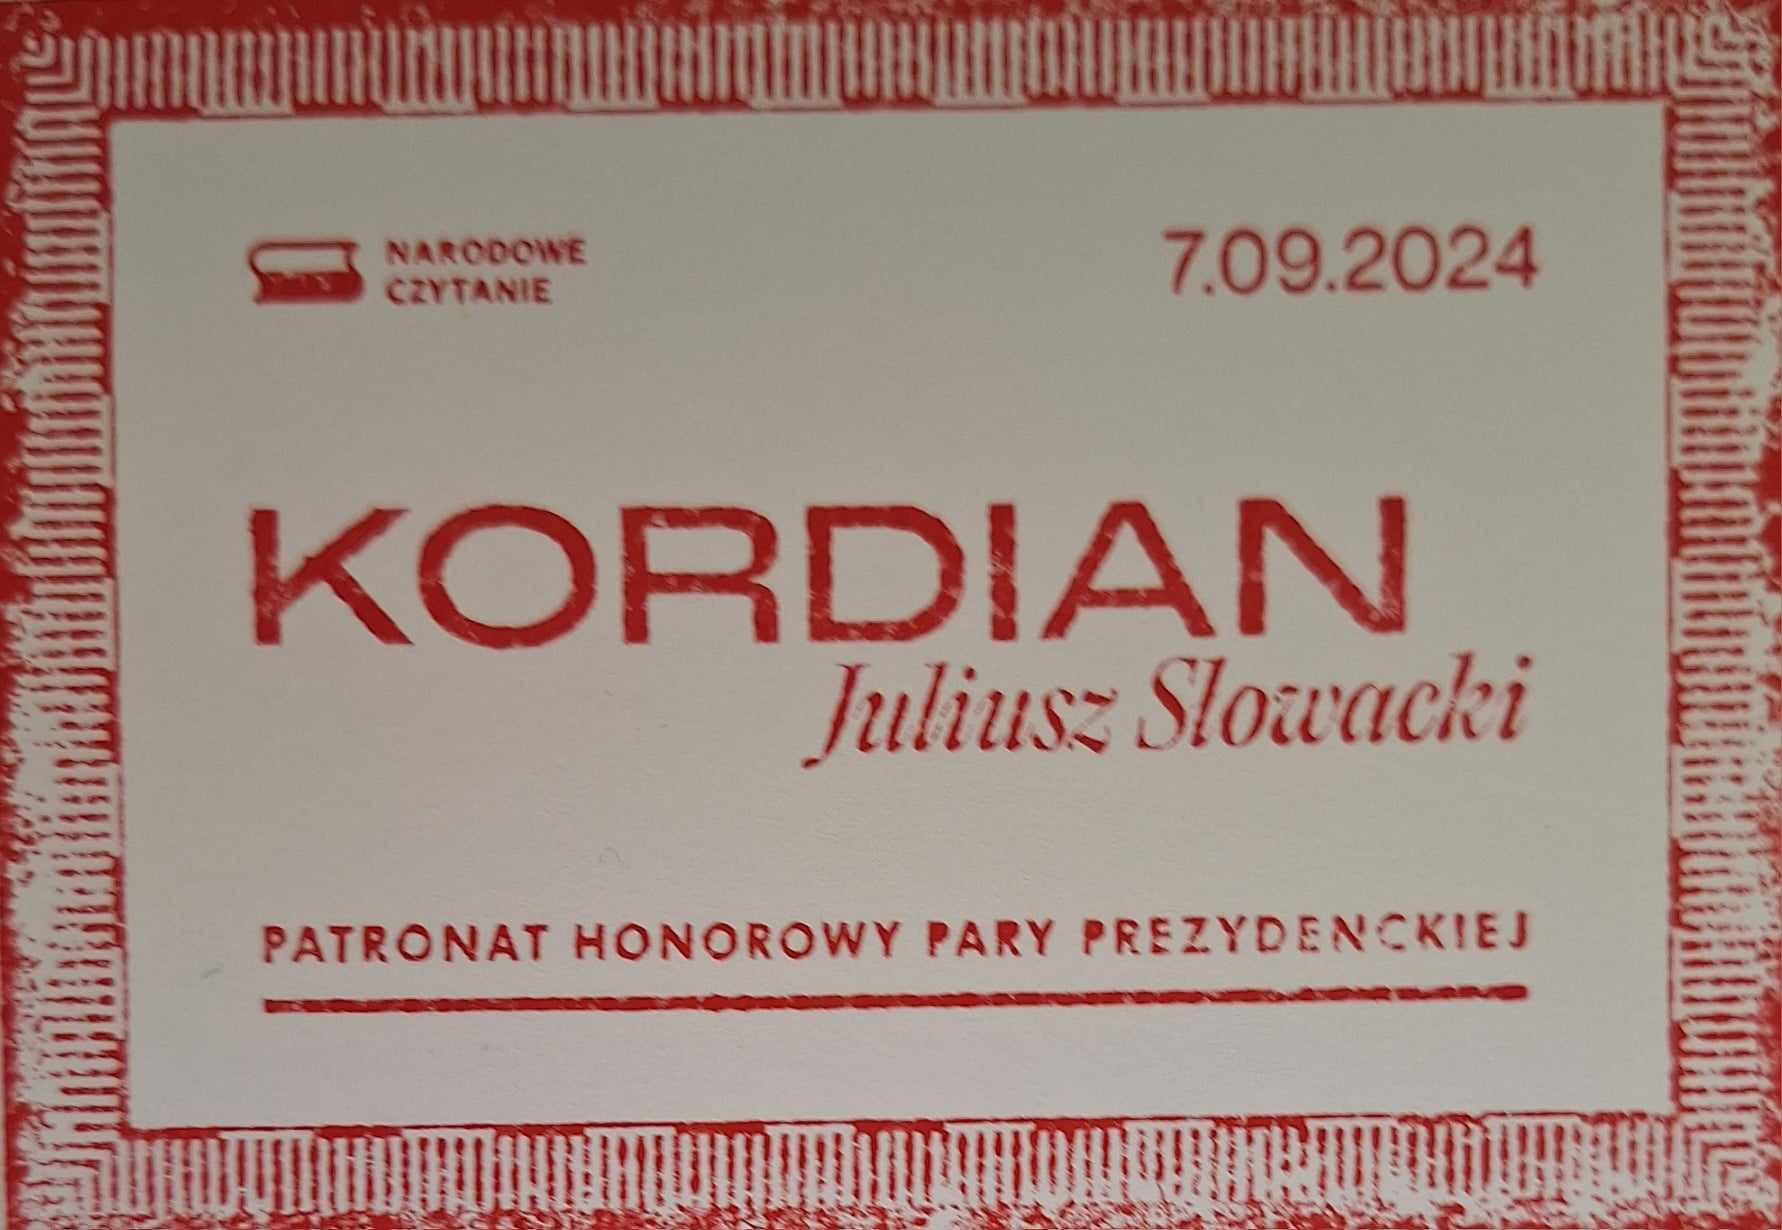 NARODOWE
CZYTANIE
7.09.2024
KORDIAN
Juliusz Słowacki
PATRONAT HONOROWY PARY PREZYDENCKIEJ